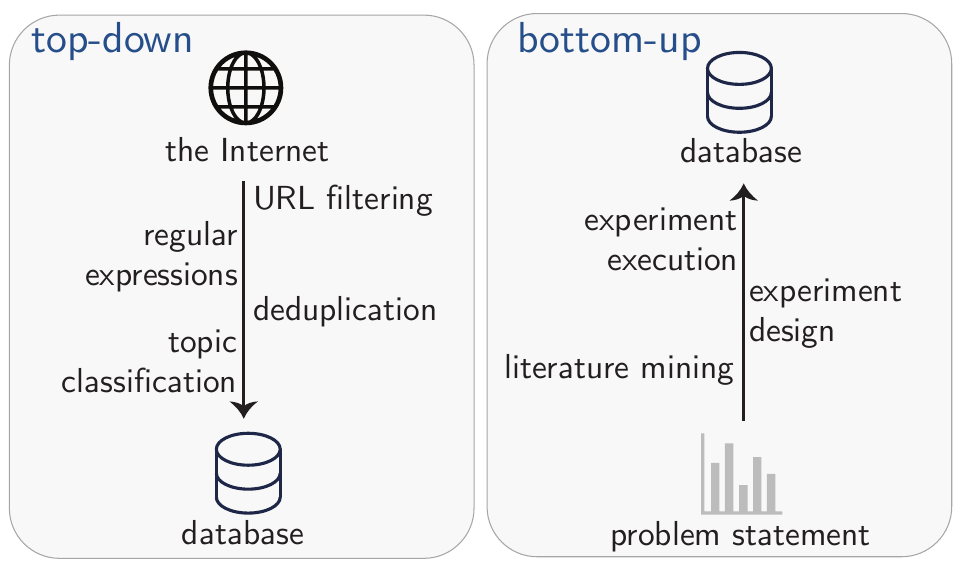 top-down
the Internet
URL filtering
regular
expressions
deduplication
topic
classification
database
bottom-up
database
experiment
execution
experiment
design
literature mining
problem statement